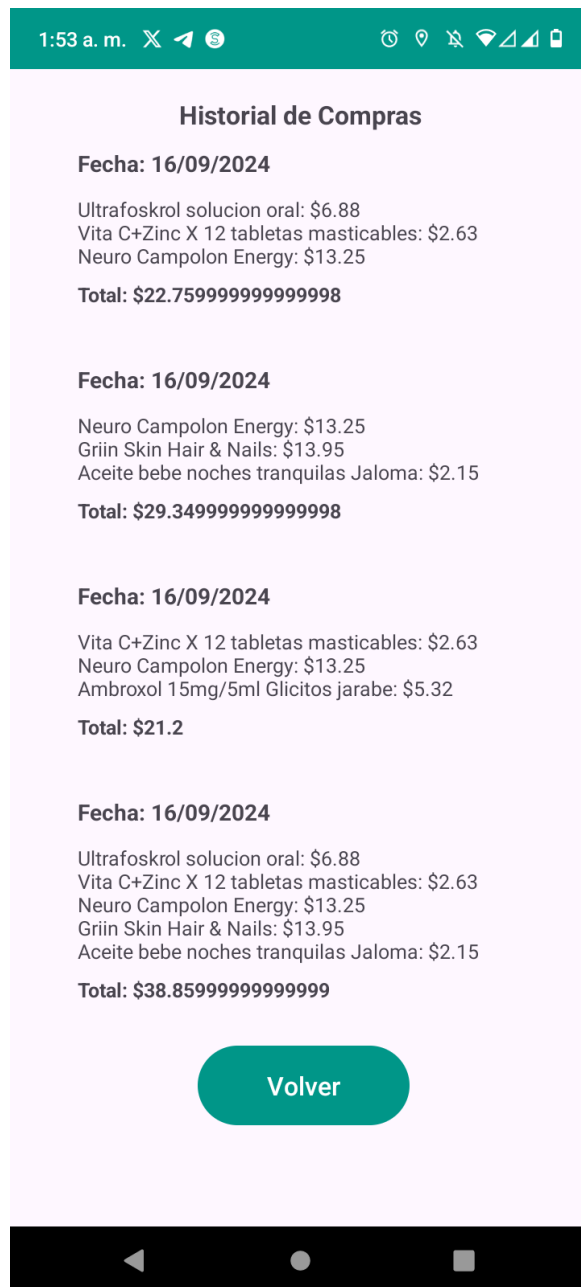 1:53 a. m.
Historial de Compras
Fecha: 16/09/2024
Ultrafoskrol solucion oral: $6.88
Vita C+Zinc X 12 tabletas masticables: $2.63
Neuro Campolon Energy: $13.25
Total: $22.759999999999998
Fecha: 16/09/2024
Neuro Campolon Energy: $13.25
Griin Skin Hair & Nails: $13.95
Aceite bebe noches tranquilas Jaloma: $2.15
Total: $29.349999999999998
Fecha: 16/09/2024
Vita C+Zinc X 12 tabletas masticables: $2.63
Neuro Campolon Energy: $13.25
Ambroxol 15mg/5ml Glicitos jarabe: $5.32
Total: $21.2
Fecha: 16/09/2024
Ultrafoskrol solucion oral: $6.88
Vita C+Zinc X 12 tabletas masticables: $2.63
Neuro Campolon Energy: $13.25
Griin Skin Hair & Nails: $13.95
Aceite bebe noches tranquilas Jaloma: $2.15
Total: $38.85999999999999
Volver